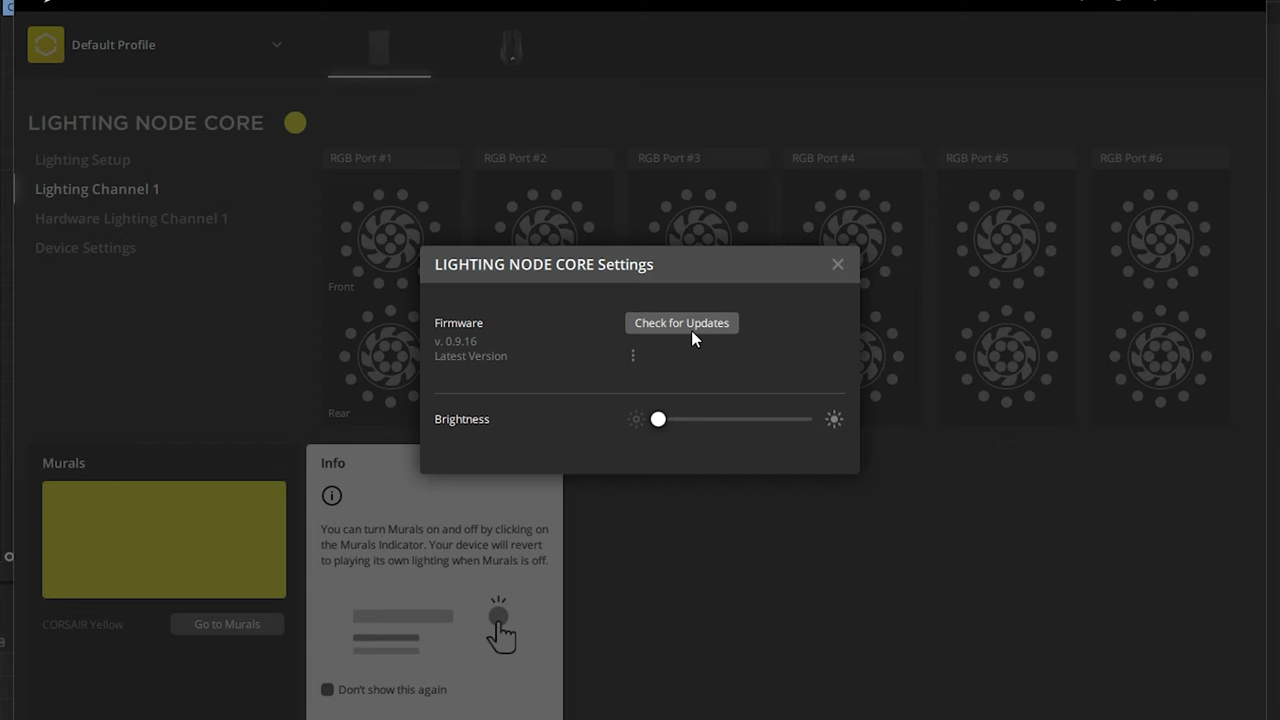 Default Profile
LIGHTING NODE CORE
Lighting Setup
Lighting Channel 1
Hardware Lighting Channel 1
Device Settings
RGB Port #1
RGB Port #2
RGB Port #3
RGB Port #4
RGB Port #5
RGB Port #6
Front
Rear
LIGHTING NODE CORE Settings
Firmware
Check for Updates
v. 0.9.16
Latest Version
Brightness
Murals
CORSAIR Yellow
Go to Murals
Info
You can turn Murals on and off by clicking on
the Murals Indicator. Your device will revert
to playing its own lighting when Murals is off.
Don't show this again